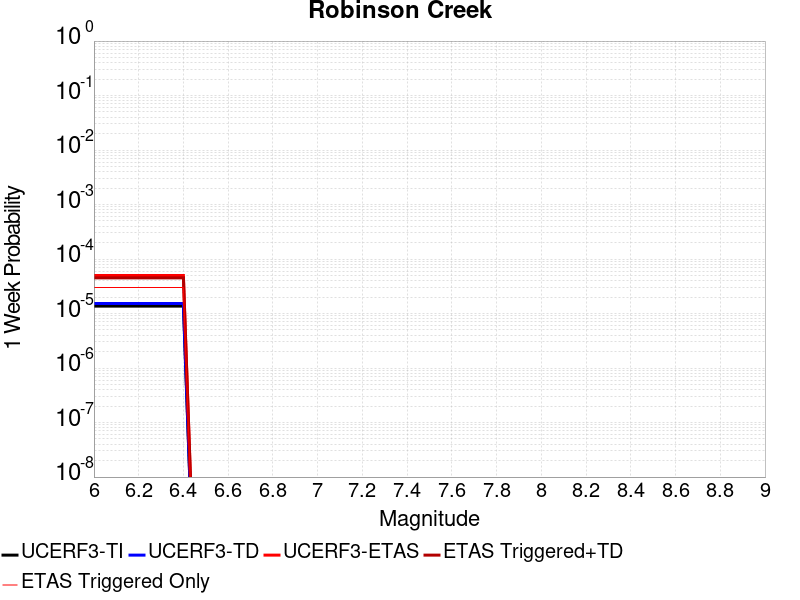 Robinson Creek
1 Week Probability
10^0
10^-1
10^-2
10^-3
10^-4
10^-5
10^-6
10^-7
10^-8
6 6.2 6.4 6.6 6.8 7 7.2 7.4 7.6 7.8 8 8.2 8.4 8.6 8.8 9
Magnitude
UCERF3-TI UCERF3-TD UCERF3-ETAS ETAS Triggered+TD
ETAS Triggered Only